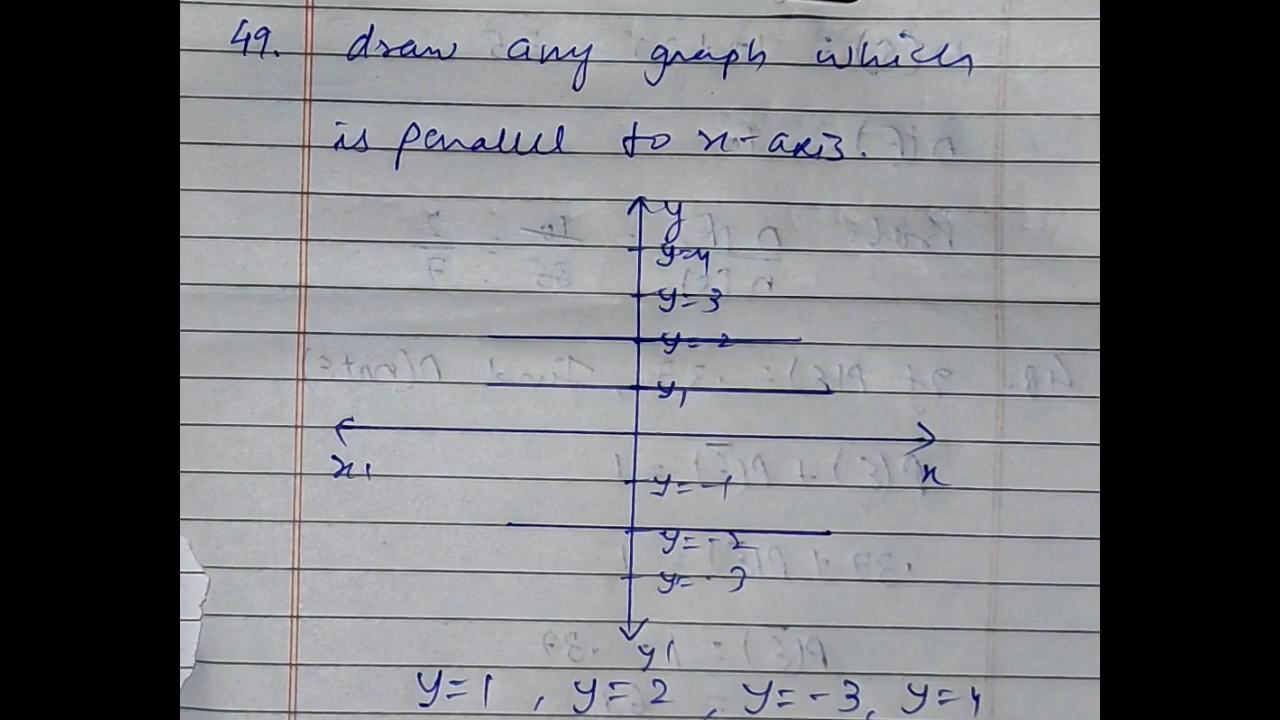 49. draw any graph which
is parallel to x-axis.
y
y=4
y=3
y=2
y1
x1 x
y=-1
y=-2
y=-3
y1
y=1, y=2, y=-3, y=4